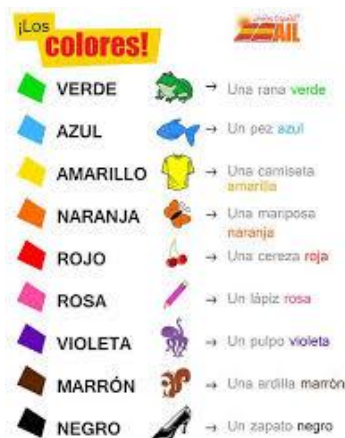 ¡Los
colores!
AIL
VERDE → Una rana verde
AZUL → Un pez azul
AMARILLO → Una camiseta
amarilla
NARANJA → Una mariposa
naranja
ROJO → Una cereza roja
ROSA → Un lápiz rosa
VIOLETA → Un pulpo violeta
MARRÓN → Una ardilla marrón
NEGRO → Un zapato negro